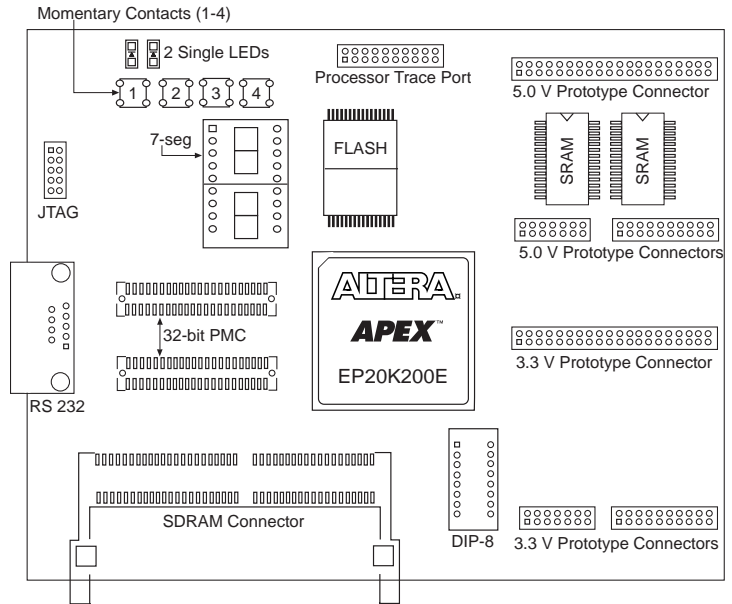 Momentary Contacts (1-4)
2 Single LEDs
1 2 3 4
Processor Trace Port
5.0 V Prototype Connector
7-seg
FLASH
SRAM
SRAM
JTAG
5.0 V Prototype Connectors
ALTERA
APEX™
EP20K200E
32-bit PMC
3.3 V Prototype Connector
RS 232
SDRAM Connector
DIP-8
3.3 V Prototype Connectors